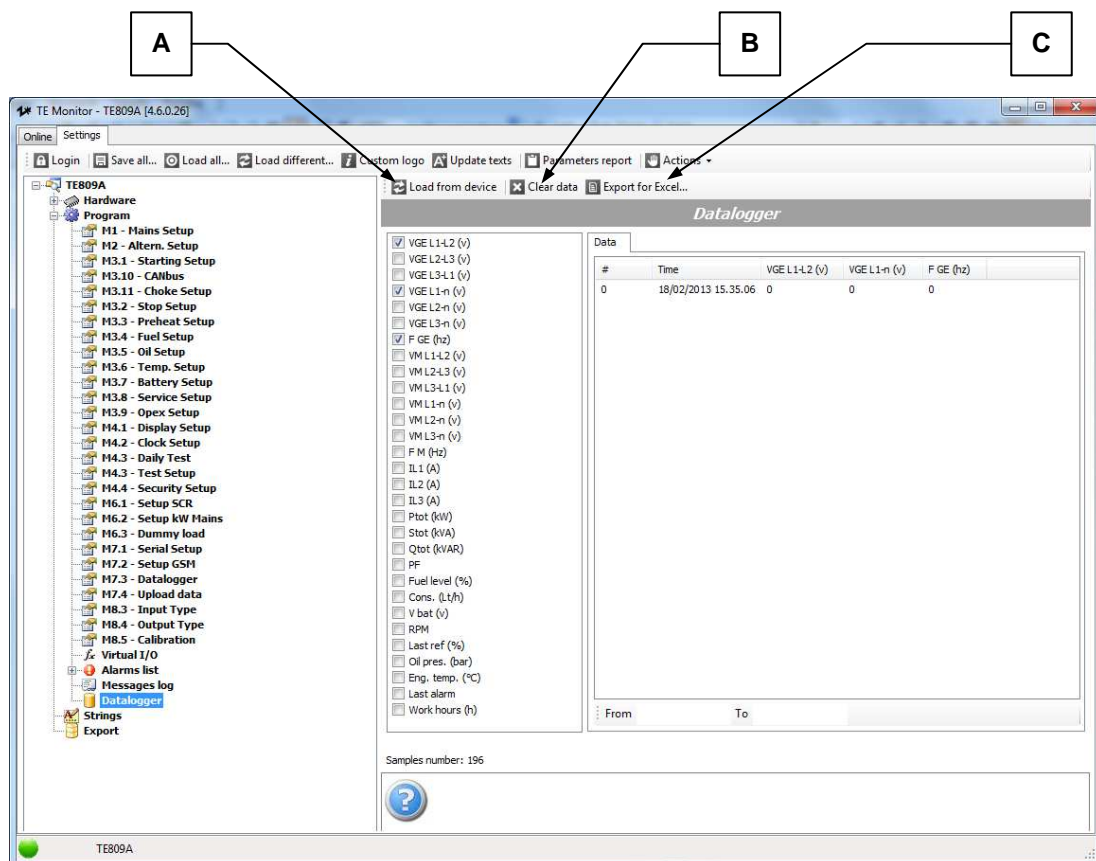 A
B
C
TE Monitor - TE809A [4.6.0.26]
Online Settings
Login Save all... Load all... Load different... Custom logo Update texts Parameters report Actions
Load from device Clear data Export for Excel...
Datalogger
TE809A
Hardware
Program
M1 - Mains Setup
M2 - Altern. Setup
M3.1 - Starting Setup
M3.10 - CANbus
M3.11 - Choke Setup
M3.2 - Stop Setup
M3.3 - Preheat Setup
M3.4 - Fuel Setup
M3.5 - Oil Setup
M3.6 - Temp. Setup
M3.7 - Battery Setup
M3.8 - Service Setup
M3.9 - Opex Setup
M4.1 - Display Setup
M4.2 - Clock Setup
M4.3 - Daily Test
M4.3 - Test Setup
M4.4 - Security Setup
M6.1 - Setup SCR
M6.2 - Setup kW Mains
M6.3 - Dummy load
M7.1 - Serial Setup
M7.2 - Setup GSM
M7.3 - Datalogger
M7.4 - Upload data
M8.3 - Input Type
M8.4 - Output Type
M8.5 - Calibration
fx Virtual I/O
Alarms list
Messages log
Datalogger
Strings
Export
VGE L1-L2 (v)
VGE L2-L3 (v)
VGE L3-L1 (v)
VGE L1-n (v)
VGE L2-n (v)
VGE L3-n (v)
F GE (hz)
VM L1-L2 (v)
VM L2-L3 (v)
VM L3-L1 (v)
VM L1-n (v)
VM L2-n (v)
VM L3-n (v)
F M (Hz)
IL1 (A)
IL2 (A)
IL3 (A)
Ptot (kW)
Stot (kVA)
Qtot (kVAR)
PF
Fuel level (%)
Cons. (Lt/h)
V bat (v)
RPM
Last ref (%)
Oil pres. (bar)
Eng. temp. (°C)
Last alarm
Work hours (h)
Data
# Time VGE L1-L2 (v) VGE L1-n (v) F GE (hz)
0 18/02/2013 15.35.06 0 0 0
From To
Samples number: 196
TE809A